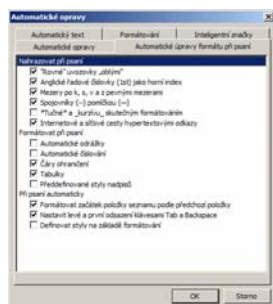 Automatické opravy
Automatický text Formátování Inteligentní značky
Automatické opravy Automatické úpravy formátu při psaní
Nahrazovat při psaní
"Rovné" uvozovky „oblými“
Anglické řadové číslovky (1st) jako horní index
Mezery po k, s, v a z pevnými mezerami
Spojovníky (--) pomlčkou (—)
*Tučné* a _kurzívu_ skutečným formátováním
Internetové a síťové cesty hypertextovými odkazy
Formátovat při psaní
Automatické odrážky
Automatické číslování
Čáry ohraničení
Tabulky
Předdefinované styly nadpisů
Při psaní automaticky
Formátovat začátek položky seznamu podle předchozí položky
Nastavit levé a první odsazení klávesami Tab a Backspace
Definovat styly na základě formátování
OK Storno